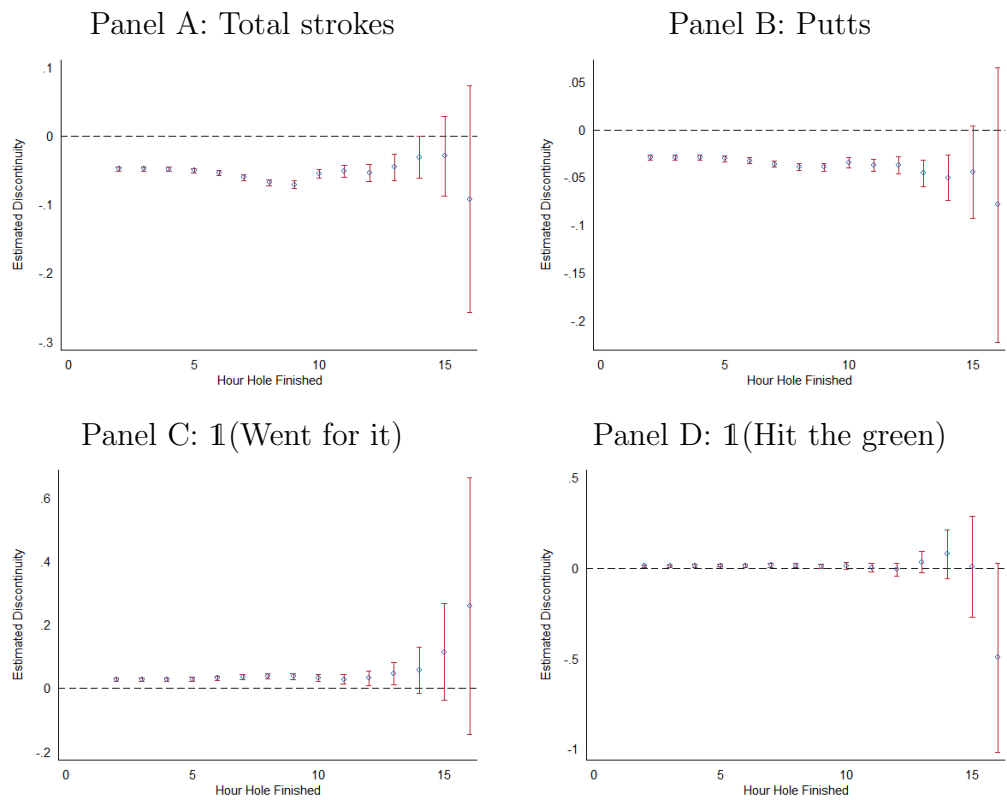 Panel A: Total strokes
.1
0
-.1
-.2
-.3
Estimated Discontinuity
0 5 10 15
Hour Hole Finished
Panel B: Putts
.05
0
-.05
-.1
-.15
-.2
Estimated Discontinuity
0 5 10 15
Hour Hole Finished
Panel C: 𝟙(Went for it)
.6
.4
.2
0
-.2
Estimated Discontinuity
0 5 10 15
Hour Hole Finished
Panel D: 𝟙(Hit the green)
.5
0
-.5
-1
Estimated Discontinuity
0 5 10 15
Hour Hole Finished